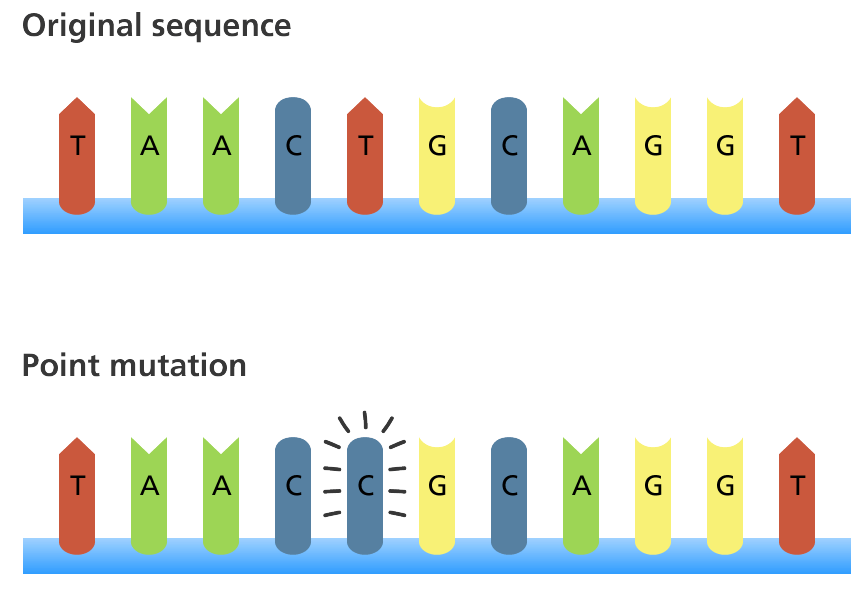 Original sequence
T A A C T G C A G G T
Point mutation
T A A C C G C A G G T